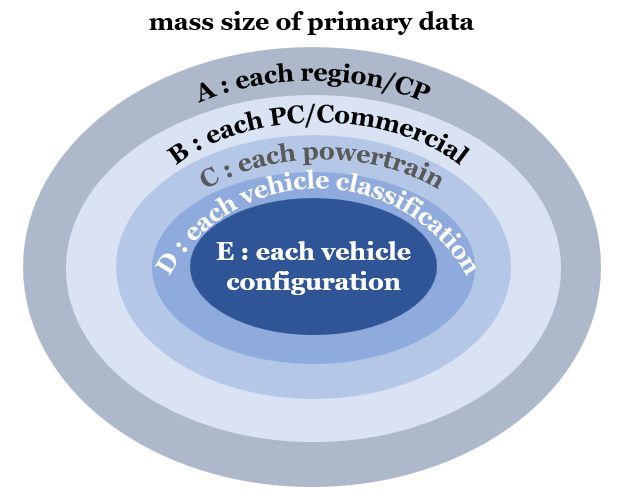 mass size of primary data
A : each region/CP
B : each PC/Commercial
C : each powertrain
D : each vehicle classification
E : each vehicle
configuration